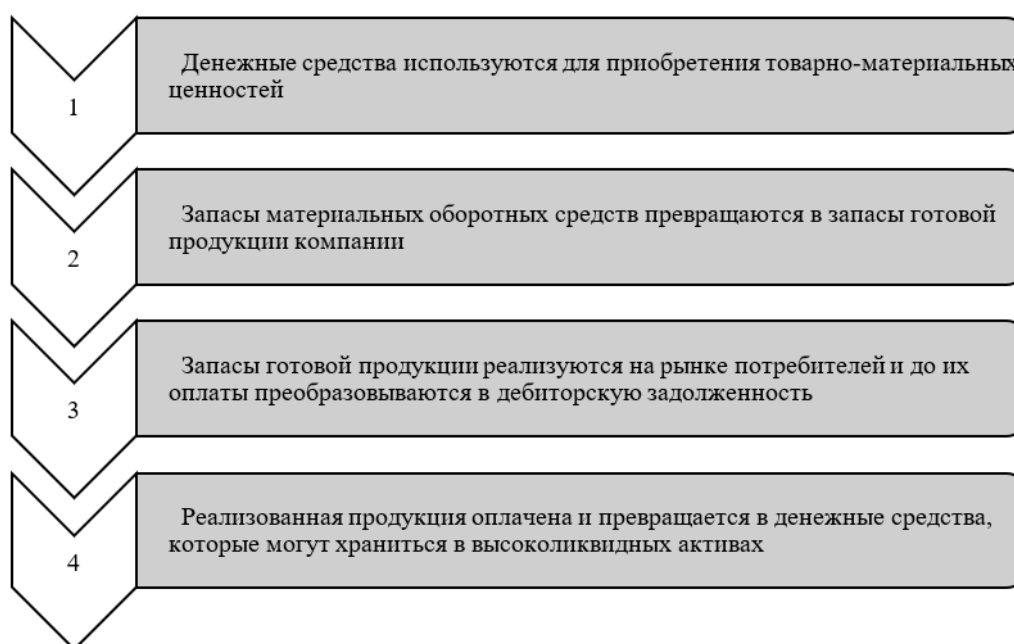 Денежные средства используются для приобретения товарно-материальных
ценностей
1
Запасы материальных оборотных средств превращаются в запасы готовой
продукции компании
2
Запасы готовой продукции реализуются на рынке потребителей и до их
оплаты преобразовываются в дебиторскую задолженность
3
Реализованная продукция оплачена и превращается в денежные средства,
которые могут храниться в высоколиквидных активах
4